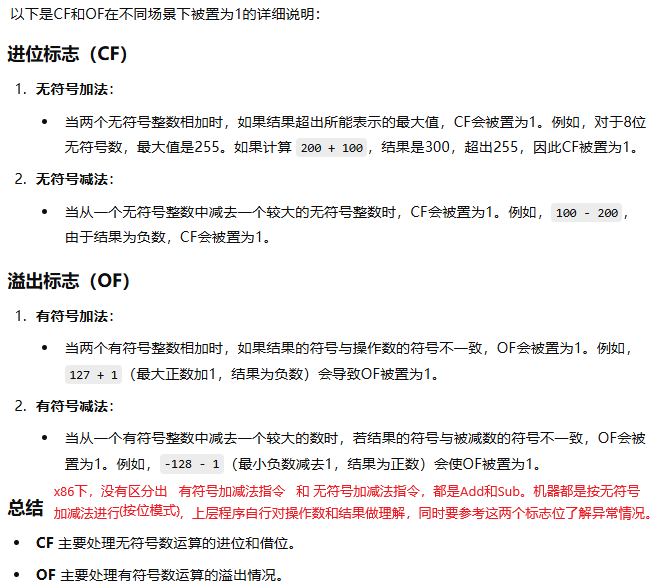 以下是CF和OF在不同场景下被置为1的详细说明：
进位标志（CF）
1. 无符号加法：
• 当两个无符号整数相加时，如果结果超出所能表示的最大值，CF会被置为1。例如，对于8位
无符号数，最大值是255。如果计算 200 + 100，结果是300，超出255，因此CF被置为1。
2. 无符号减法：
• 当从一个无符号整数中减去一个较大的无符号整数时，CF会被置为1。例如，100 - 200，
由于结果为负数，CF会被置为1。
溢出标志（OF）
1. 有符号加法：
• 当两个有符号整数相加时，如果结果的符号与操作数的符号不一致，OF会被置为1。例如，
127 + 1（最大正数加1，结果为负数）会导致OF被置为1。
2. 有符号减法：
• 当从一个有符号整数中减去一个较大的数时，若结果的符号与被减数的符号不一致，OF会被
置为1。例如，-128 - 1（最小负数减去1，结果为正数）会使OF被置为1。
x86下，没有区分出 有符号加减法指令 和 无符号加减法指令，都是Add和Sub。机器都是按无符号
总结 加减法进行(按位模式)，上层程序自行对操作数和结果做理解，同时要参考这两个标志位了解异常情况。
• CF 主要处理无符号数运算的进位和借位。
• OF 主要处理有符号数运算的溢出情况。